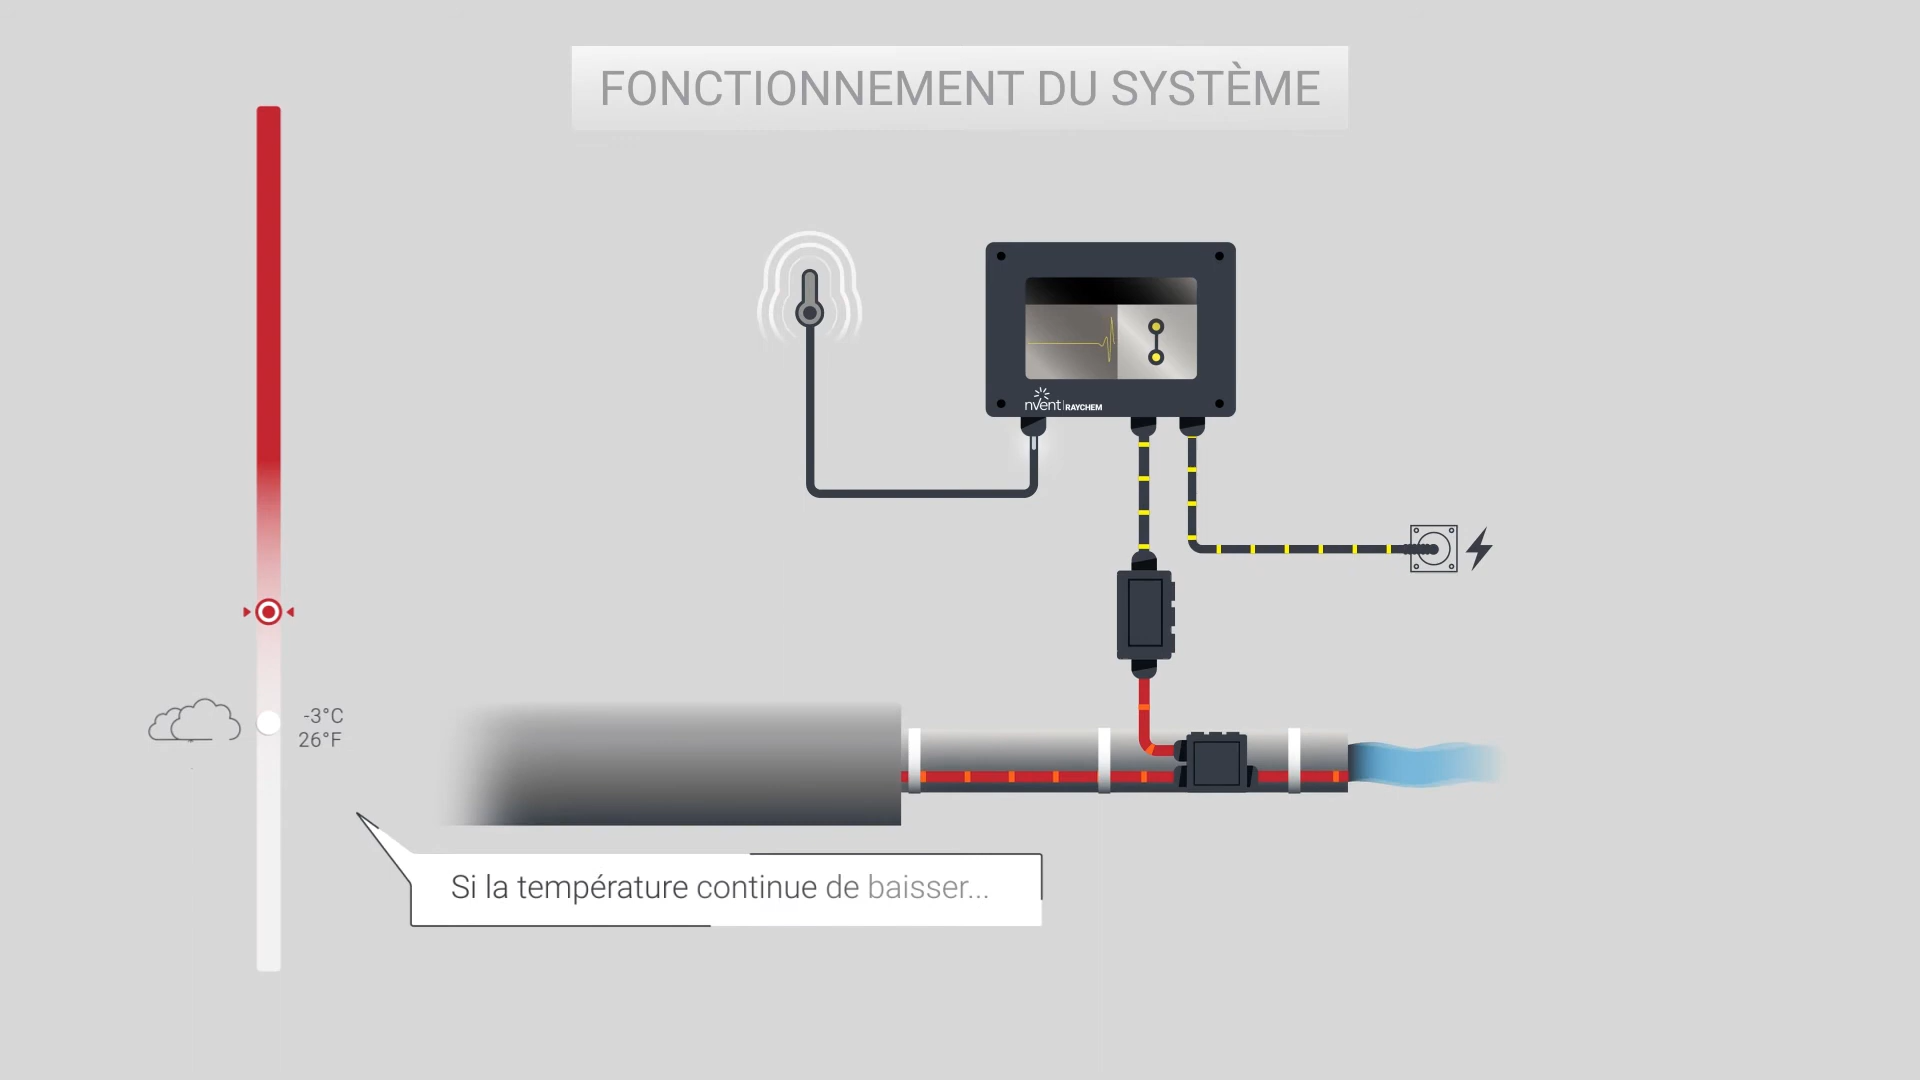 FONCTIONNEMENT DU SYSTÈME
nvent RAYCHEM
-3°C
26°F
Si la température continue de baisser...